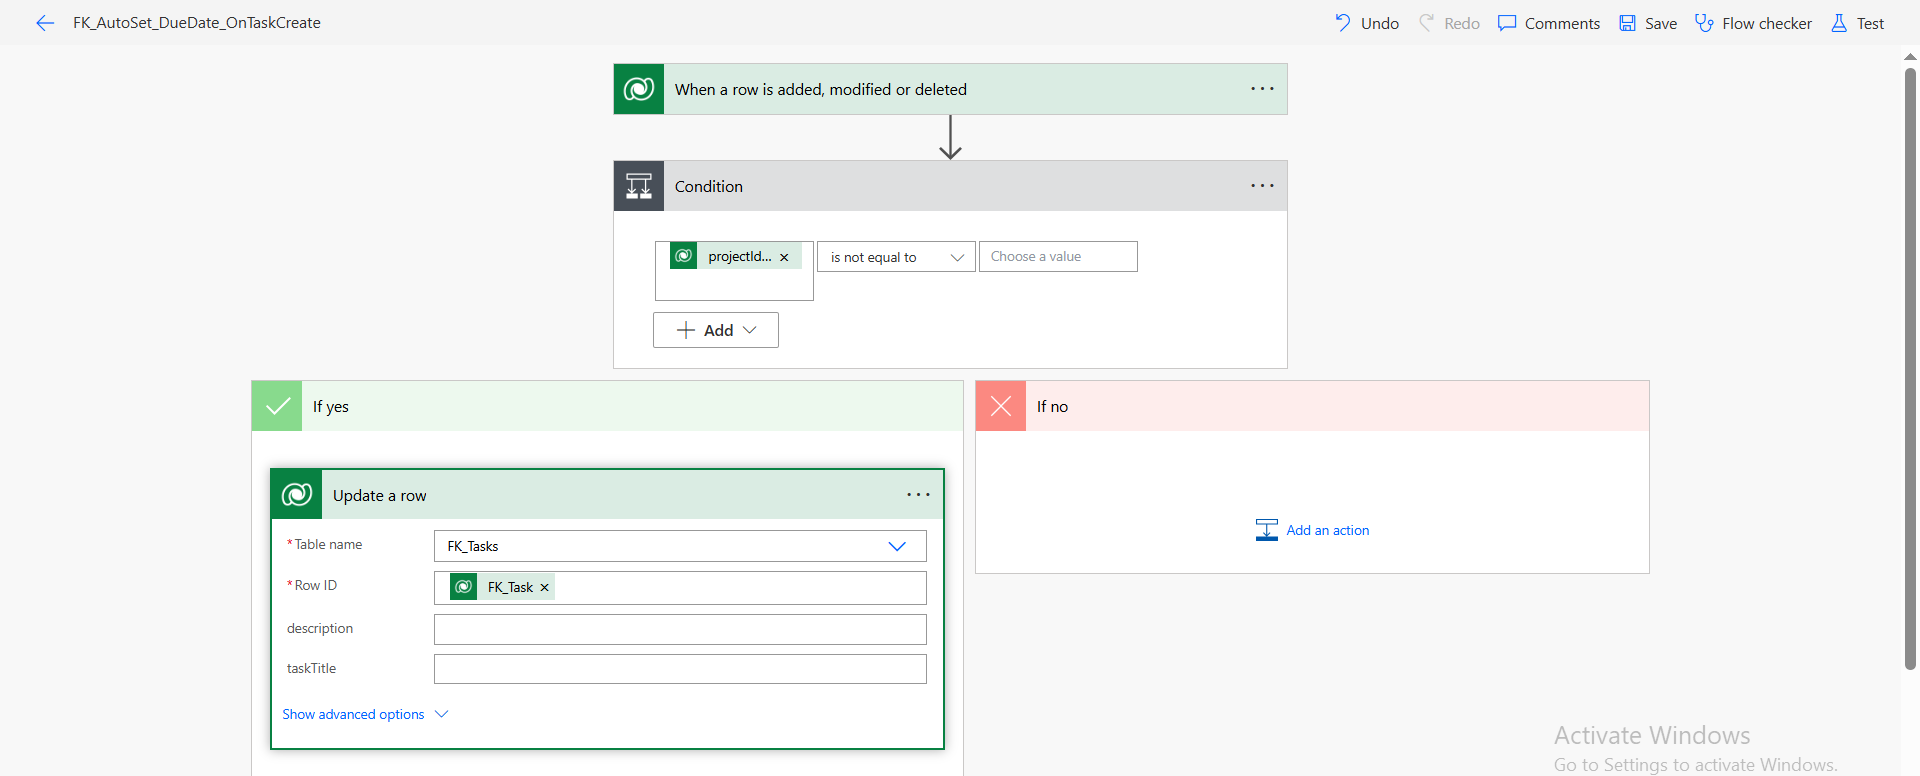 FK_AutoSet_DueDate_OnTaskCreate
Undo Redo Comments Save Flow checker Test
When a row is added, modified or deleted
Condition
projectId... is not equal to Choose a value
Add
If yes
If no
Update a row
Add an action
*Table name FK_Tasks
*Row ID FK_Task
description
taskTitle
Show advanced options
Activate Windows
Go to Settings to activate Windows.